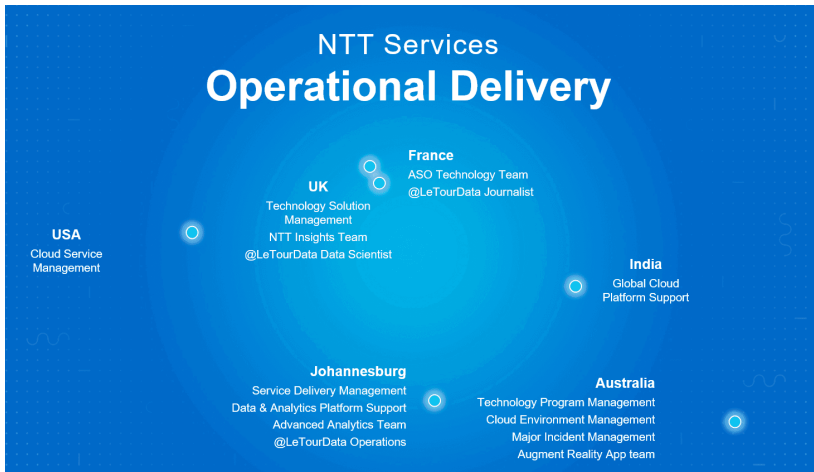 NTT Services
Operational Delivery
France
ASO Technology Team
@LeTourData Journalist
UK
Technology Solution
Management
NTT Insights Team
@LeTourData Data Scientist
USA
Cloud Service
Management
India
Global Cloud
Platform Support
Johannesburg
Service Delivery Management
Data & Analytics Platform Support
Advanced Analytics Team
@LeTourData Operations
Australia
Technology Program Management
Cloud Environment Management
Major Incident Management
Augment Reality App team